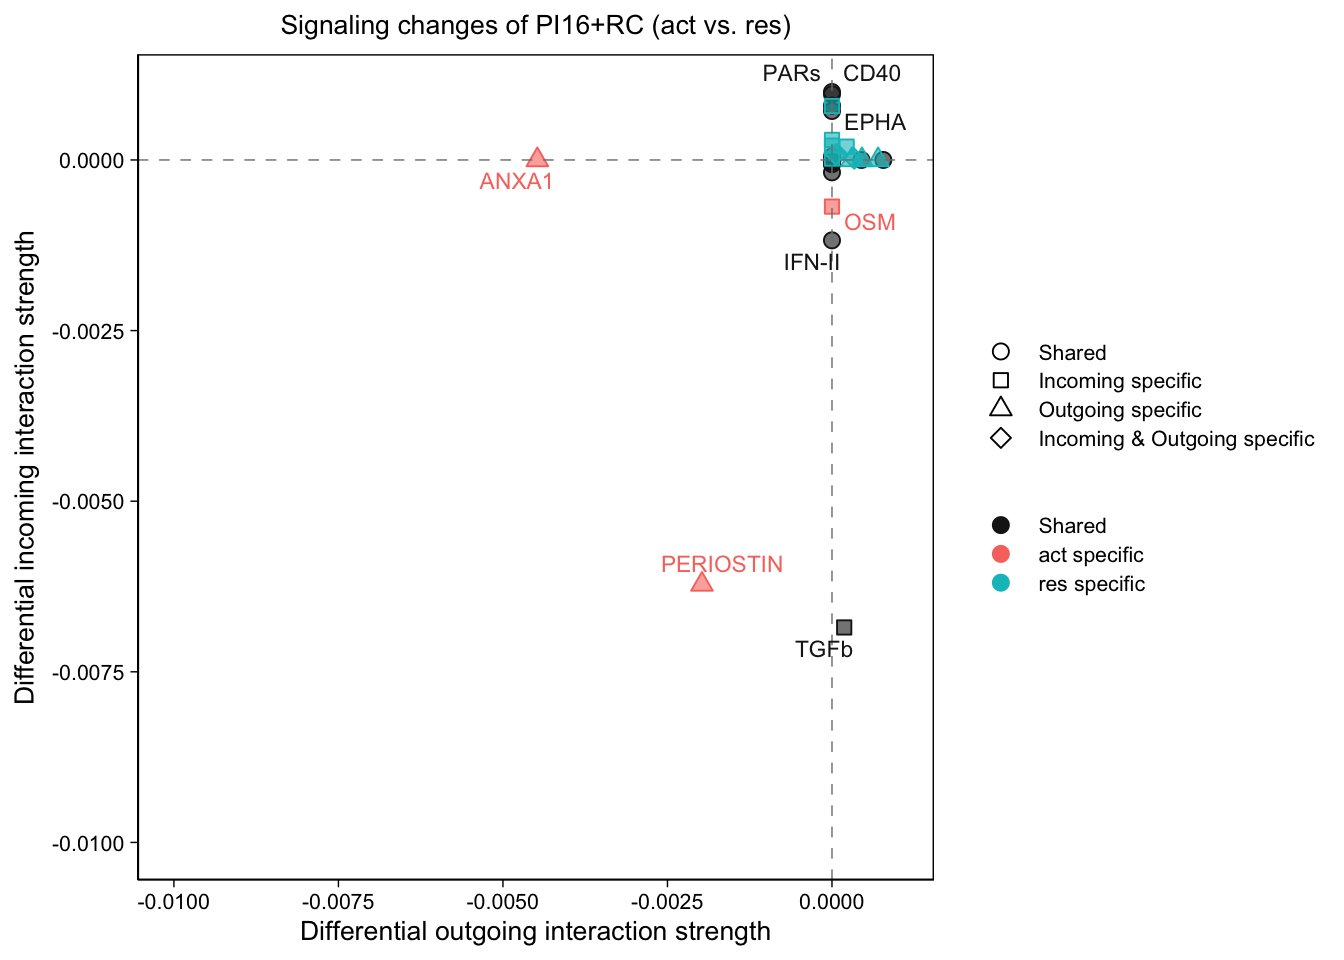 Signaling changes of PI16+RC (act vs. res)
PARs
CD40
EPHA
0.0000
ANXA1
OSM
IFN-II
-0.0025
-0.0050
PERIOSTIN
TGFb
-0.0075
-0.0100
Differential incoming interaction strength
-0.0100
-0.0075
-0.0050
-0.0025
0.0000
Differential outgoing interaction strength
Shared
Incoming specific
Outgoing specific
Incoming & Outgoing specific
Shared
act specific
res specific